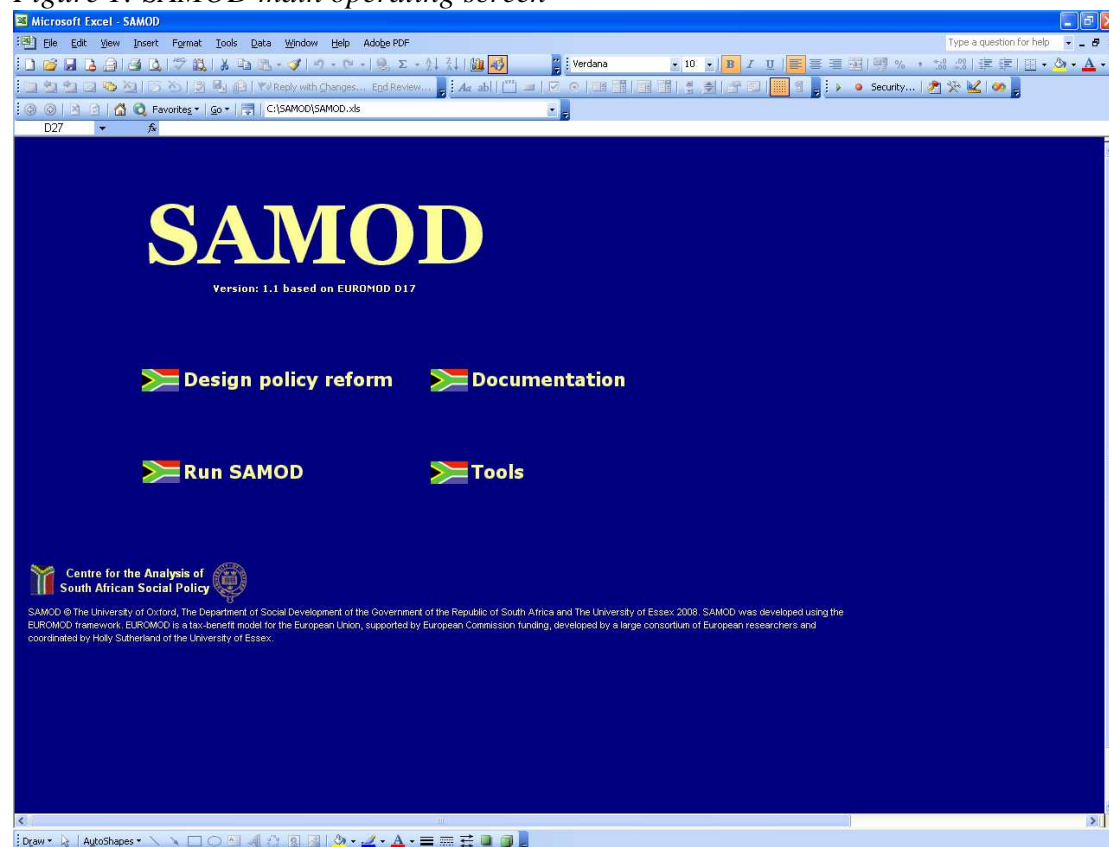 Figure 1: SAMOD main operating screen
Microsoft Excel - SAMOD
File Edit View Insert Format Tools Data Window Help Adobe PDF
Type a question for help
Verdana 10 B I U
Reply with Changes... End Review...
Security...
Favorites Go C:\SAMOD\SAMOD.xls
D27 fx
SAMOD
Version: 1.1 based on EUROMOD D17
Design policy reform Documentation
Run SAMOD Tools
Centre for the Analysis of
South African Social Policy
SAMOD © The University of Oxford, The Department of Social Development of the Government of the Republic of South Africa and The University of Essex 2008. SAMOD was developed using the
EUROMOD framework. EUROMOD is a tax-benefit model for the European Union, supported by European Commission funding, developed by a large consortium of European researchers and
coordinated by Holly Sutherland of the University of Essex.
Draw AutoShapes